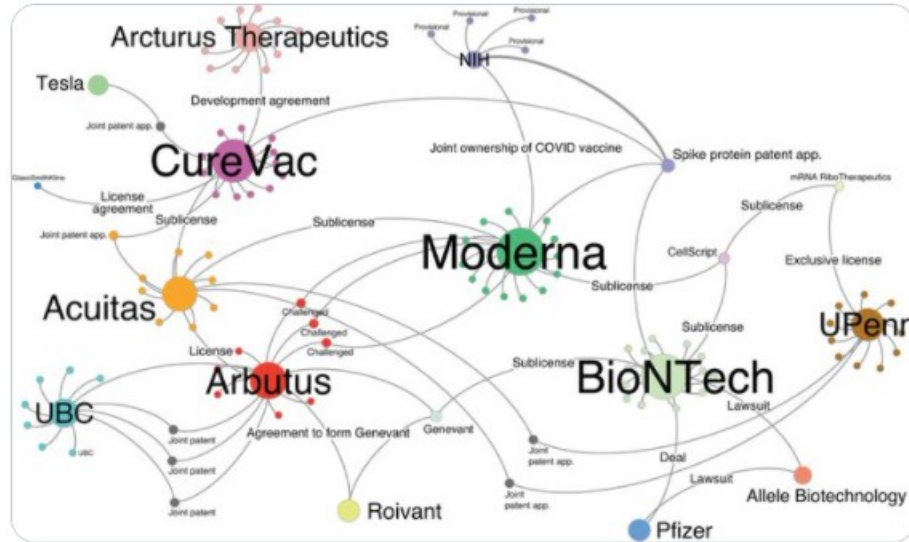 Provisional
Provisional
Provisional
Provisional
Arcturus Therapeutics
NIH
Tesla
Development agreement
Joint patent app.
CureVac
Joint ownership of COVID vaccine
Spike protein patent app.
mRNA RiboTherapeutics
GlaxoSmithKline
License
agreement
Sublicense
Sublicense
Sublicense
Joint patent app.
Moderna
CellScript
Exclusive license
Acuitas
Sublicense
Challenged
Challenged
Challenged
Sublicense
UPenn
License
Arbutus
Sublicense
BioNTech
UBC
Lawsuit
Agreement to form Genevant
Genevant
Joint patent
UBC
Joint
patent app.
Deal
Joint patent
Lawsuit
Joint
patent app.
Allele Biotechnology
Joint patent
Roivant
Pfizer